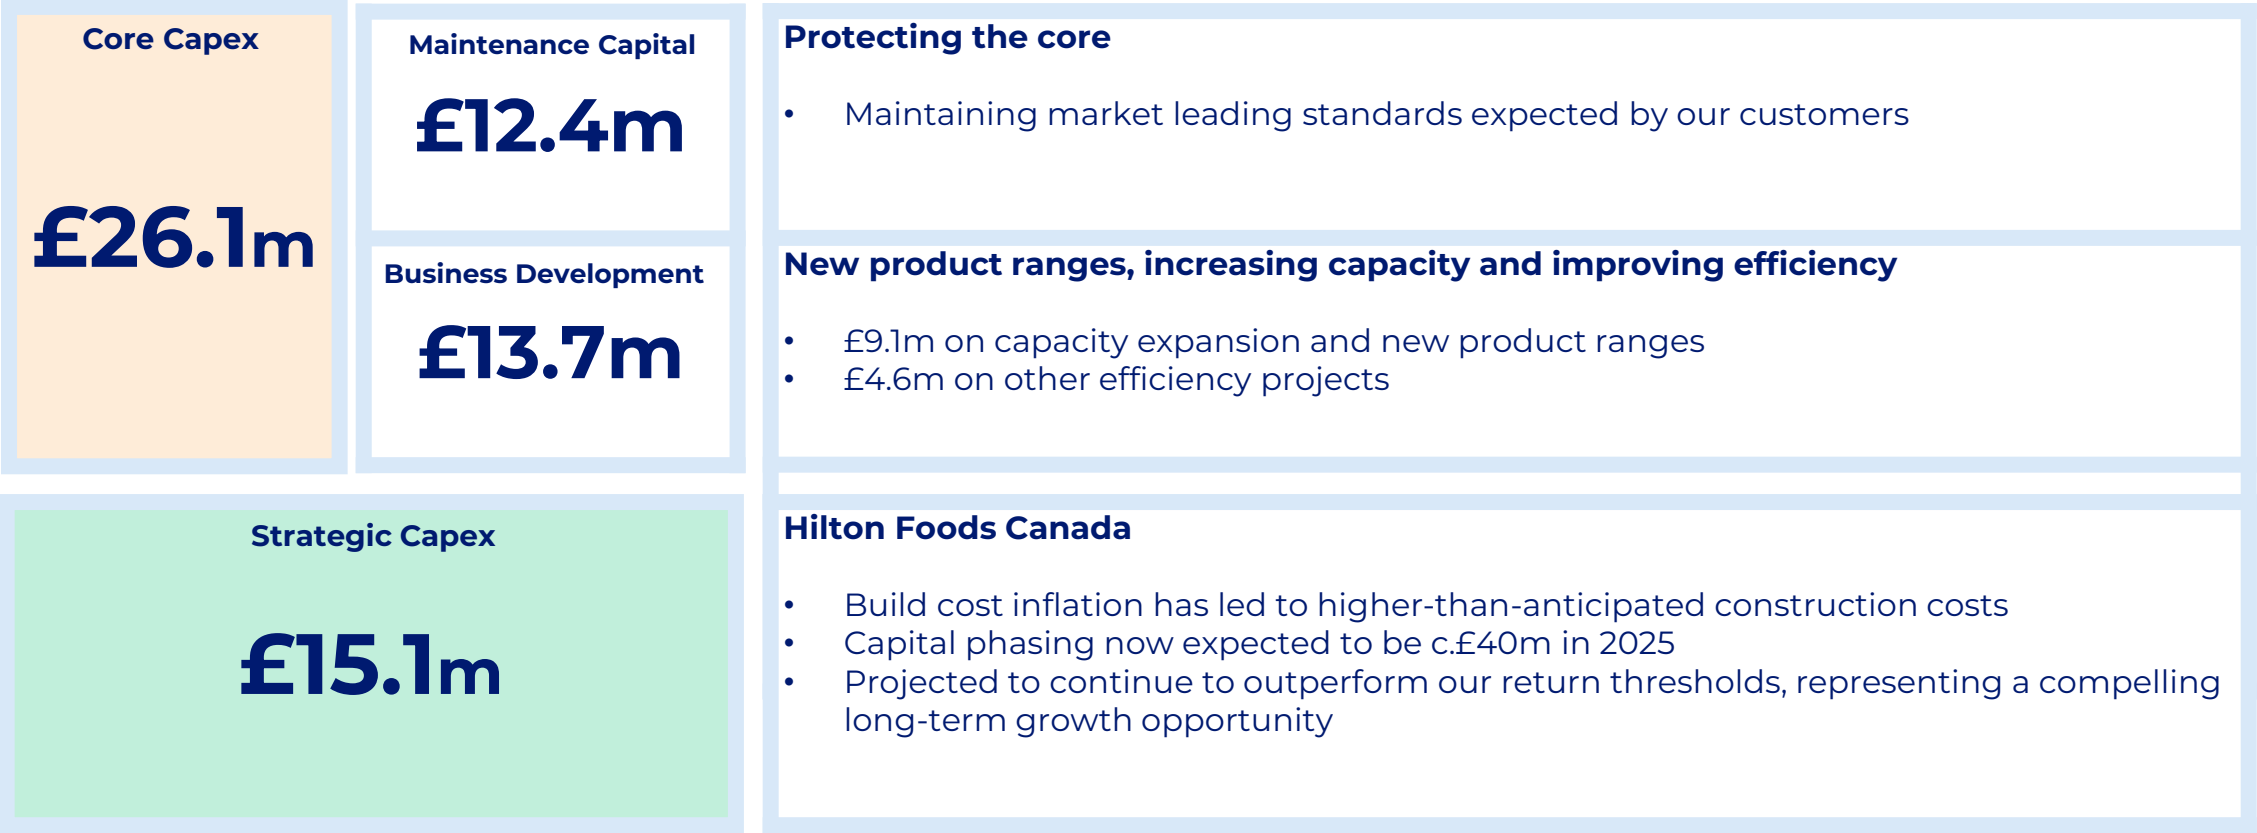 Core Capex
£26.1m
Maintenance Capital
£12.4m
Protecting the core
• Maintaining market leading standards expected by our customers
Business Development
£13.7m
New product ranges, increasing capacity and improving efficiency
• £9.1m on capacity expansion and new product ranges
• £4.6m on other efficiency projects
Strategic Capex
£15.1m
Hilton Foods Canada
• Build cost inflation has led to higher-than-anticipated construction costs
• Capital phasing now expected to be c.£40m in 2025
• Projected to continue to outperform our return thresholds, representing a compelling
long-term growth opportunity